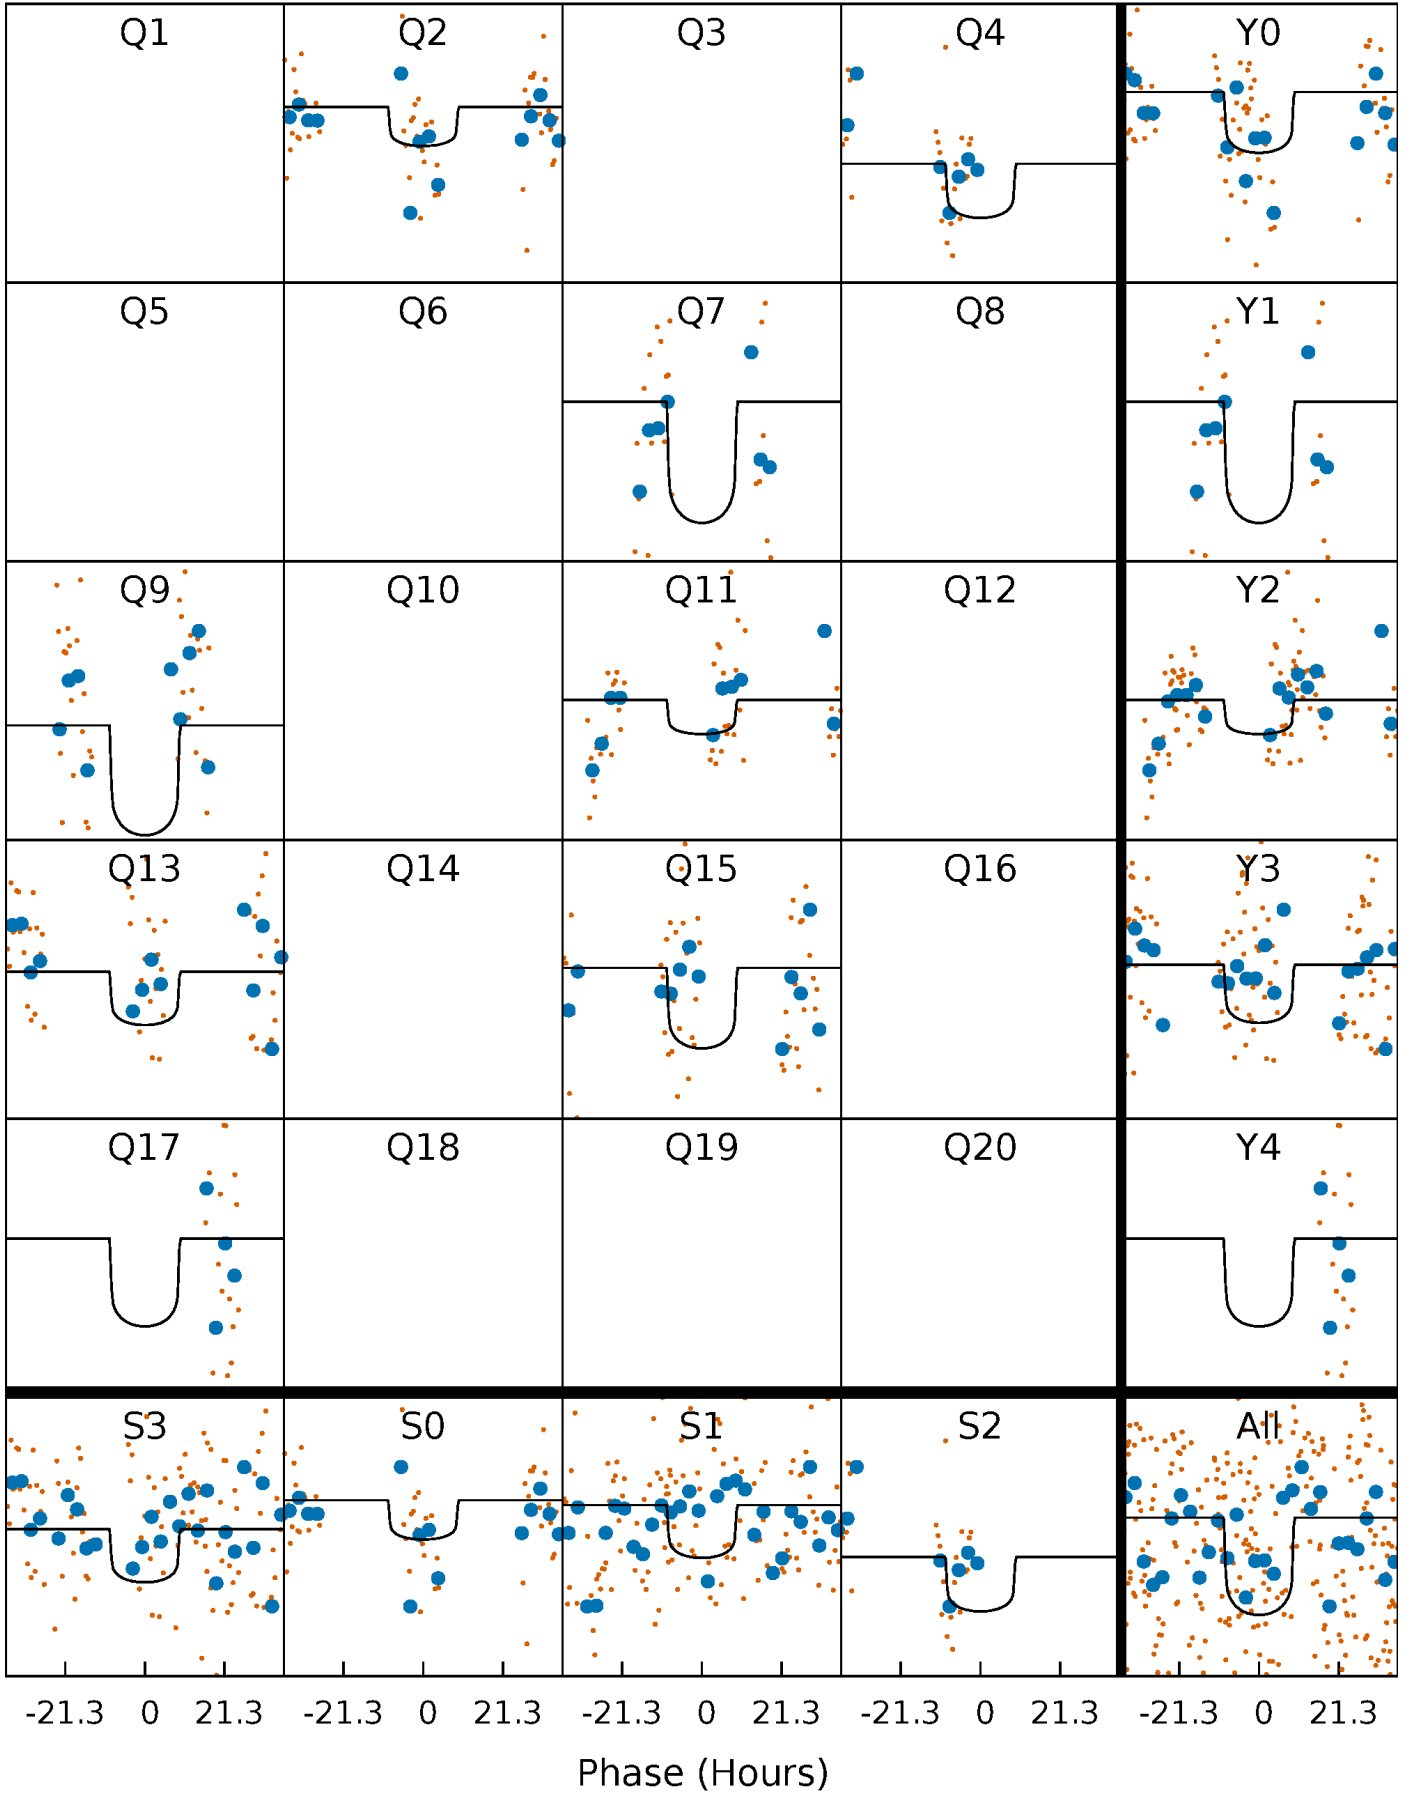 Q1 Q2 Q3 Q4 Y0
Q5 Q6 Q7 Q8 Y1
Q9 Q10 Q11 Q12 Y2
Q13 Q14 Q15 Q16 Y3
Q17 Q18 Q19 Q20 Y4
S3 S0 S1 S2 All
-21.3 0 21.3 -21.3 0 21.3 -21.3 0 21.3 -21.3 0 21.3 -21.3 0 21.3
Phase (Hours)